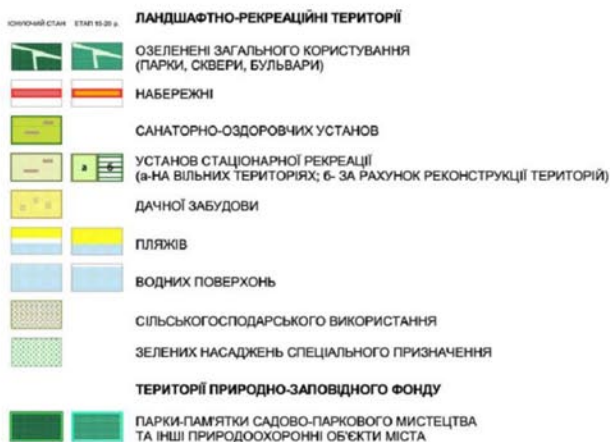 ІСНУЮЧИЙ СТАН ЕТАП 15-20 р. ЛАНДШАФТНО-РЕКРЕАЦІЙНІ ТЕРИТОРІЇ
ОЗЕЛЕНЕНІ ЗАГАЛЬНОГО КОРИСТУВАННЯ
(ПАРКИ, СКВЕРИ, БУЛЬВАРИ)
НАБЕРЕЖНІ
САНАТОРНО-ОЗДОРОВЧИХ УСТАНОВ
а б УСТАНОВ СТАЦІОНАРНОЇ РЕКРЕАЦІЇ
(а-НА ВІЛЬНИХ ТЕРИТОРІЯХ; б- ЗА РАХУНОК РЕКОНСТРУКЦІЇ ТЕРИТОРІЙ)
ДАЧНОЇ ЗАБУДОВИ
ПЛЯЖІВ
ВОДНИХ ПОВЕРХОНЬ
СІЛЬСЬКОГОСПОДАРСЬКОГО ВИКОРИСТАННЯ
ЗЕЛЕНИХ НАСАДЖЕНЬ СПЕЦІАЛЬНОГО ПРИЗНАЧЕННЯ
ТЕРИТОРІЇ ПРИРОДНО-ЗАПОВІДНОГО ФОНДУ
ПАРКИ-ПАМ'ЯТКИ САДОВО-ПАРКОВОГО МИСТЕЦТВА
ТА ІНШІ ПРИРОДООХОРОННІ ОБ'ЄКТИ МІСТА